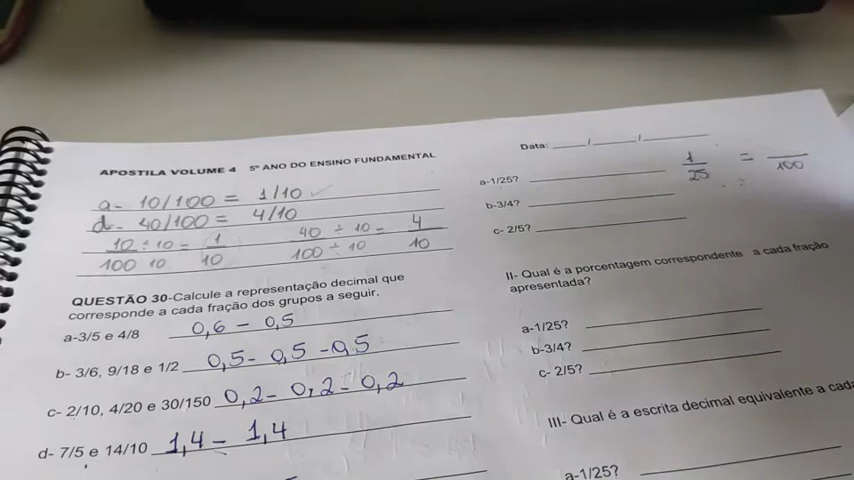 APOSTILA VOLUME 4 5º ANO DO ENSINO FUNDAMENTAL
a- 10/100 = 1/10 ✓
d- 40/100 = 4/10
10 ÷ 10 = 1 40 ÷ 10 = 4
100 10 10 100 ÷ 10 10
QUESTÃO 30-Calcule a representação decimal que
corresponde a cada fração dos grupos a seguir.
a-3/5 e 4/8 0,6 - 0,5
b- 3/6, 9/18 e 1/2 0,5- 0,5 -0,5
c- 2/10, 4/20 e 30/150 0,2- 0,2- 0,2
d- 7/5 e 14/10 1,4 - 1,4
Data: ____/____/____
a-1/25? 1/25 = /100
b-3/4?
c- 2/5?
II- Qual é a porcentagem correspondente a cada fração
apresentada?
a-1/25?
b-3/4?
c- 2/5?
III- Qual é a escrita decimal equivalente a cada
a-1/25?